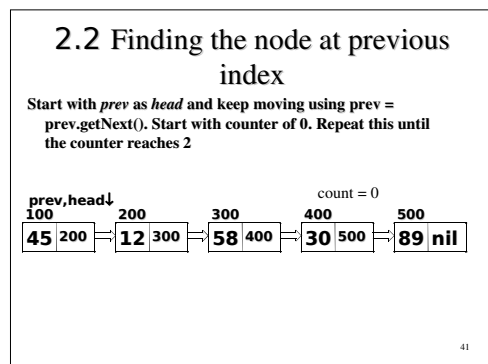 2.2 Finding the node at previous
index
Start with prev as head and keep moving using prev =
prev.getNext(). Start with counter of 0. Repeat this until
the counter reaches 2
prev,head↓ count = 0
100 200 300 400 500
45 200 12 300 58 400 30 500 89 nil
41